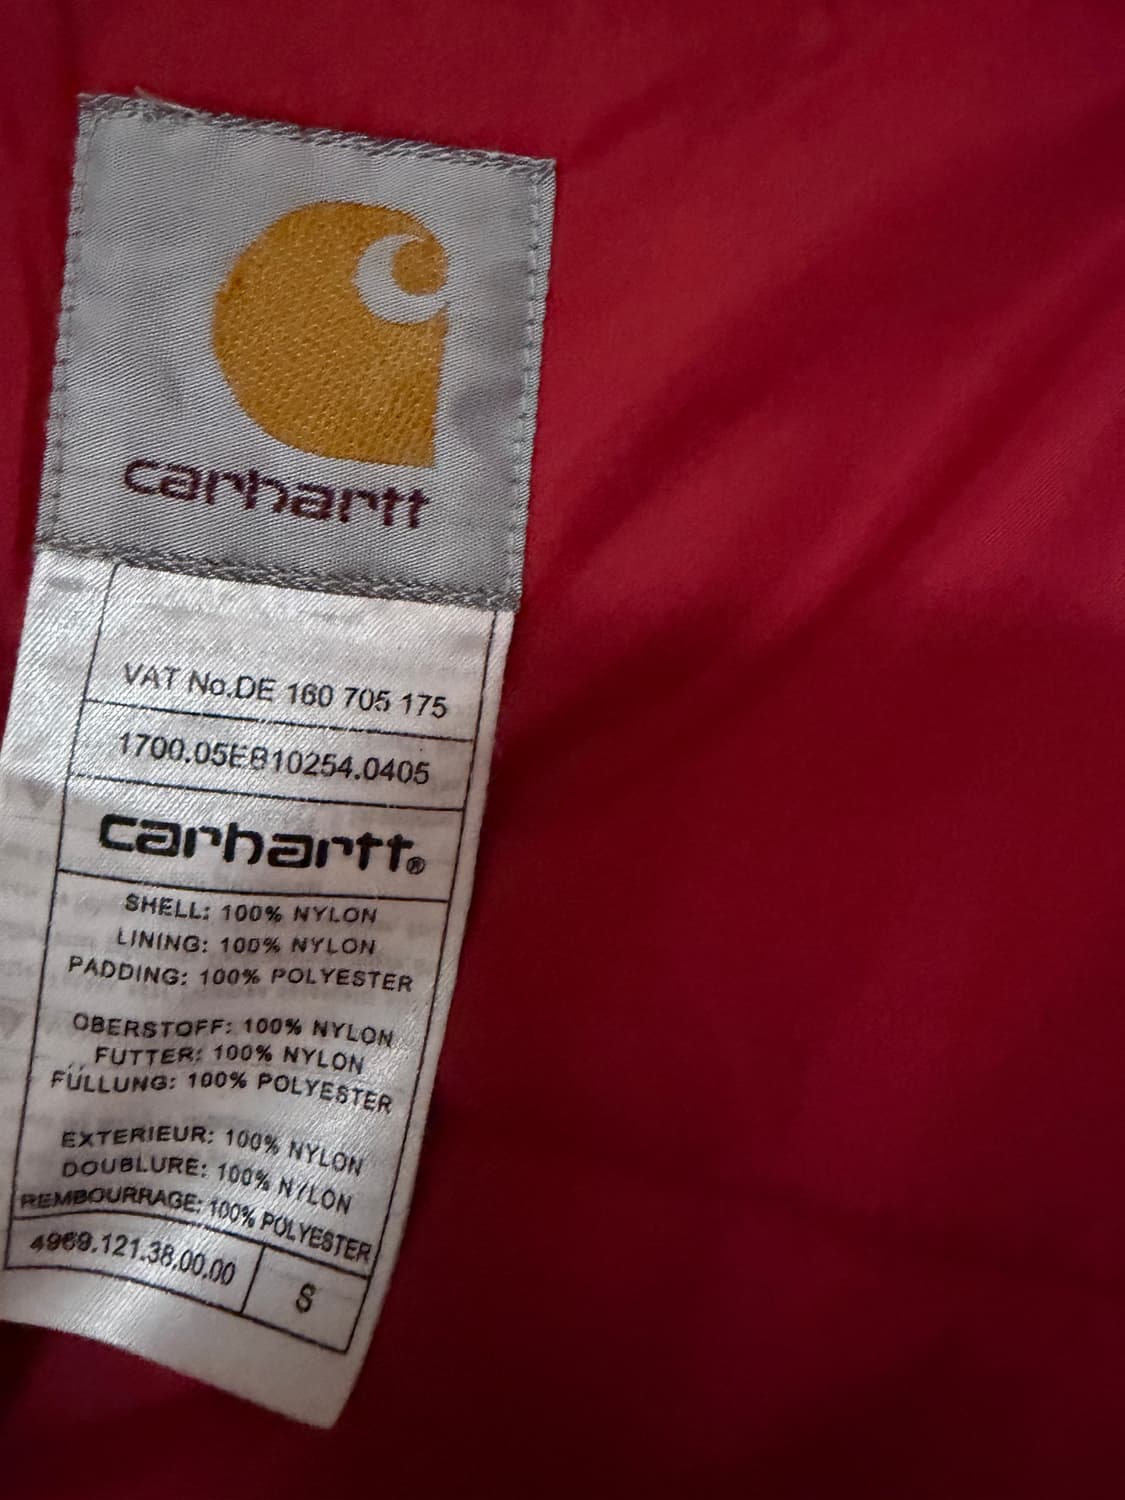 carhartt
VAT No.DE 160 705 175
1700.05EB10254.0405
carhartt®
SHELL: 100% NYLON
LINING: 100% NYLON
PADDING: 100% POLYESTER
OBERSTOFF: 100% NYLON
FUTTER: 100% NYLON
FÜLLUNG: 100% POLYESTER
EXTERIEUR: 100% NYLON
DOUBLURE: 100% NYLON
REMBOURRAGE: 100% POLYESTER
4969.121.38.00.00
S